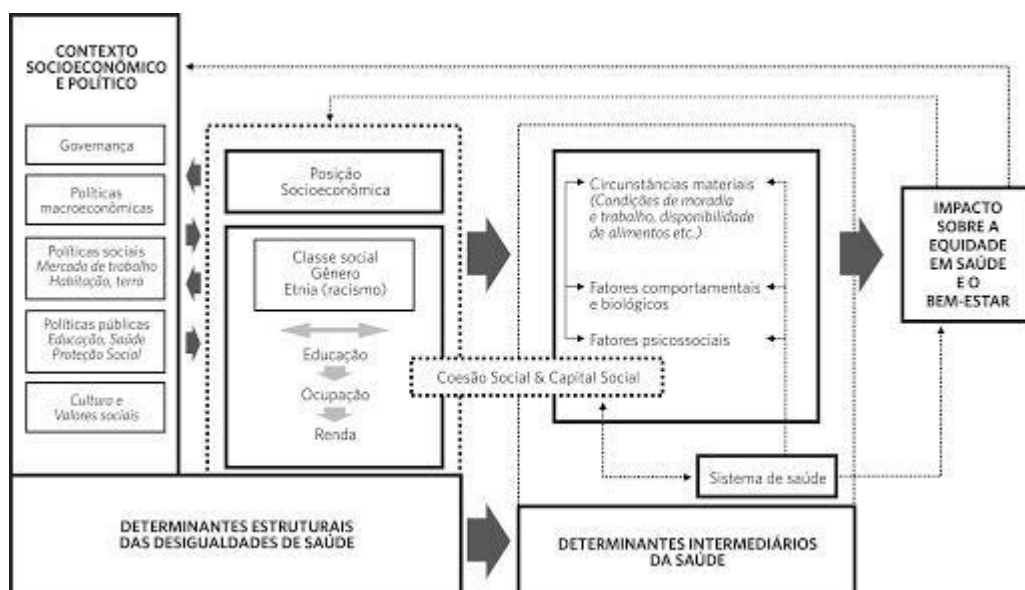 CONTEXTO
SOCIOECONÔMICO
E POLÍTICO
Governança
Políticas
macroeconômicas
Políticas sociais
Mercado de trabalho
Habitação, terra
Políticas públicas
Educação, Saúde
Proteção Social
Cultura e
Valores sociais
Posição
Socioeconômica
Classe social
Gênero
Etnia (racismo)
Educação
Ocupação
Renda
Coesão Social & Capital Social
Circunstâncias materiais
(Condições de moradia
e trabalho, disponibilidade
de alimentos etc.)
Fatores comportamentais
e biológicos
Fatores psicossociais
Sistema de saúde
IMPACTO
SOBRE A
EQUIDADE
EM SAÚDE
E O
BEM-ESTAR
DETERMINANTES ESTRUTURAIS
DAS DESIGUALDADES DE SAÚDE
DETERMINANTES INTERMEDIÁRIOS
DA SAÚDE